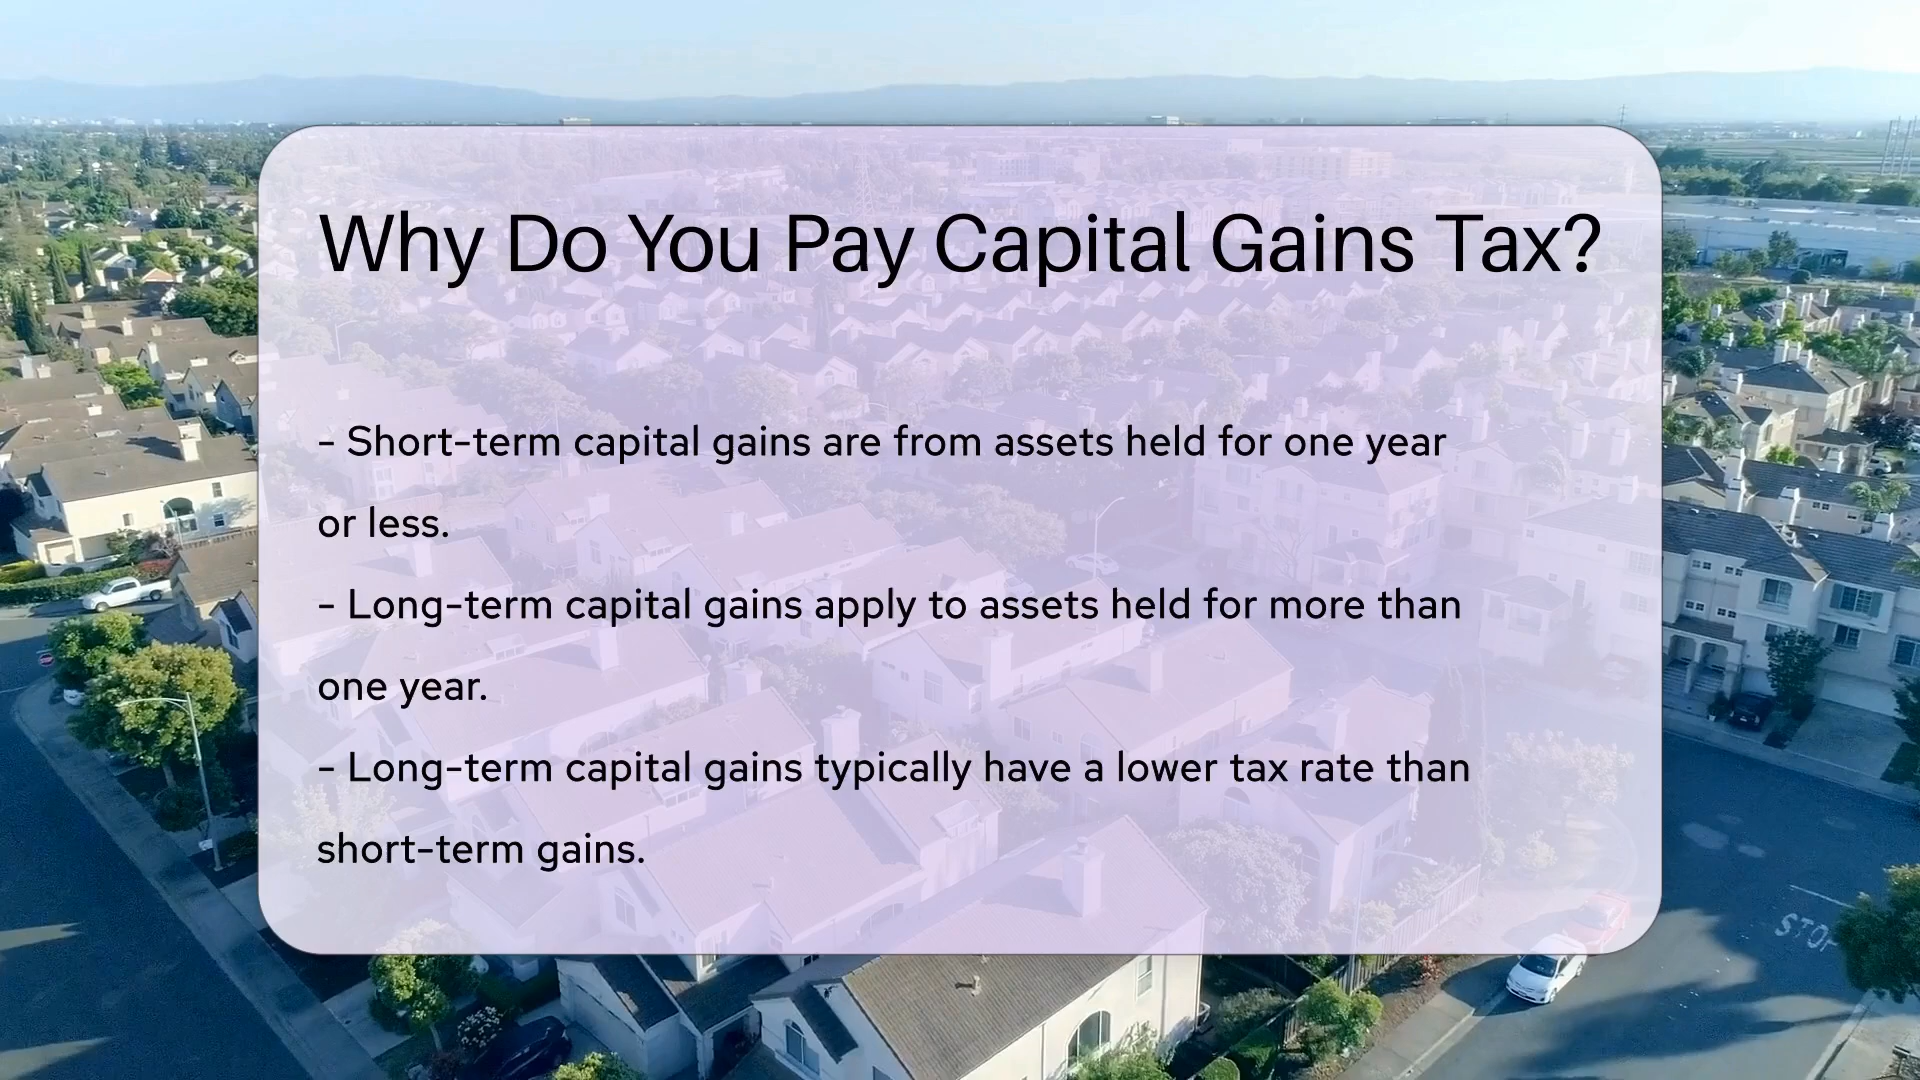 Why Do You Pay Capital Gains Tax?
- Short-term capital gains are from assets held for one year
or less.
- Long-term capital gains apply to assets held for more than
one year.
- Long-term capital gains typically have a lower tax rate than
short-term gains.
STOP